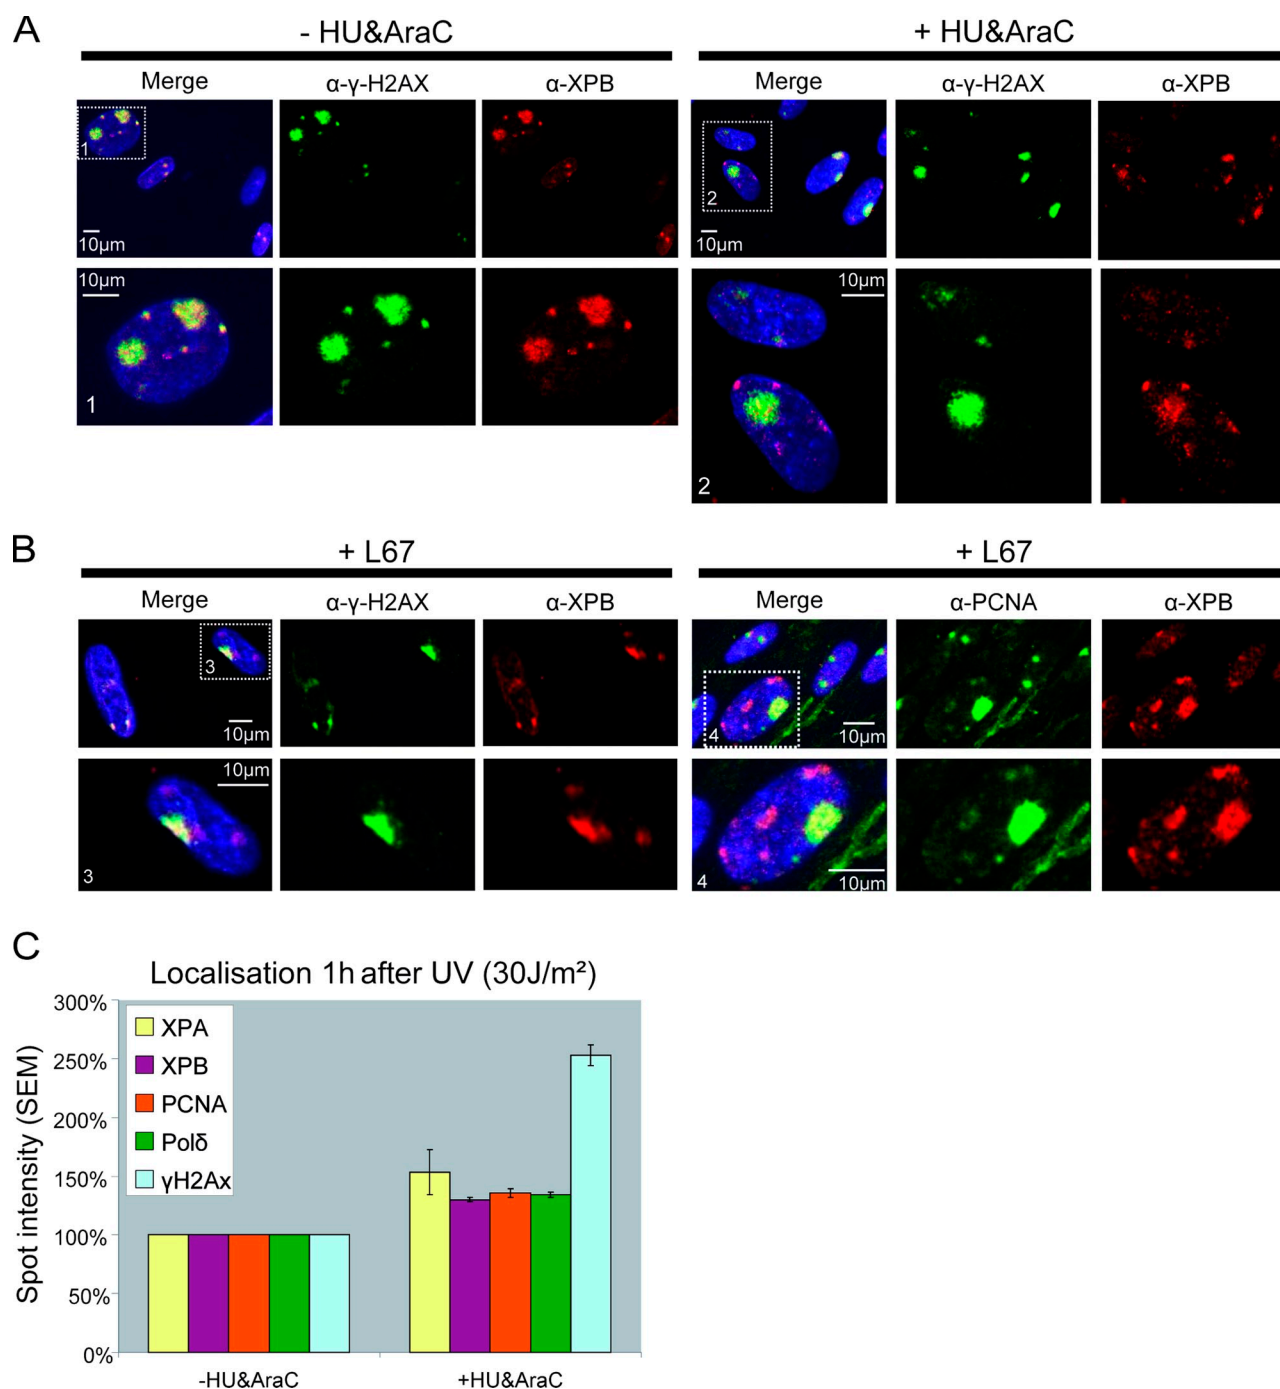 A
- HU&AraC
+ HU&AraC
Merge α-γ-H2AX α-XPB
Merge α-γ-H2AX α-XPB
1
10μm
2
10μm
10μm
1
10μm
2
B
+ L67
+ L67
Merge α-γ-H2AX α-XPB
Merge α-PCNA α-XPB
3
10μm
4
10μm
10μm
3
4
10μm
C
Localisation 1h after UV (30J/m²)
Spot intensity (SEM)
300%
250%
200%
150%
100%
50%
0%
XPA
XPB
PCNA
Polδ
γH2Ax
-HU&AraC
+HU&AraC